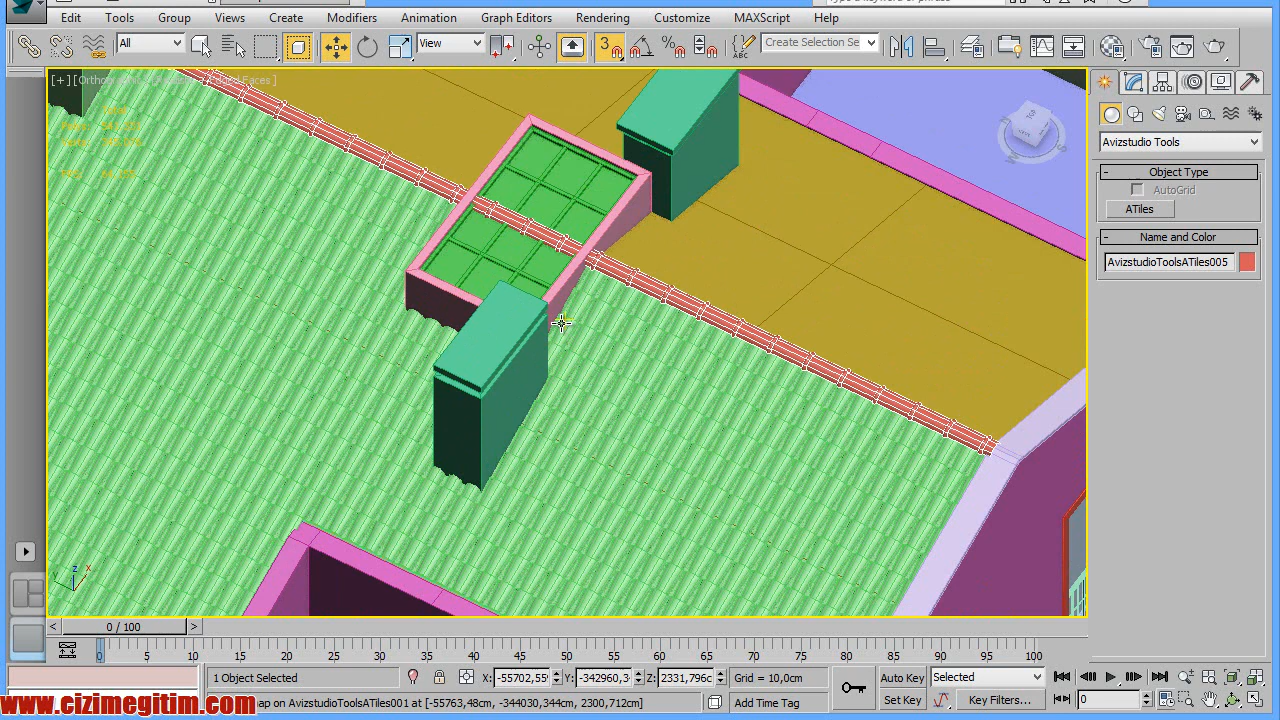 Edit Tools Group Views Create Modifiers Animation Graph Editors Rendering Customize MAXScript Help
All View 3 Create Selection Se
[+][Ortho
Faces ]
Avizstudio Tools
- Object Type
AutoGrid
ATiles
- Name and Color
AvizstudioToolsATiles005
z x y
< 0 / 100 >
0 5 10 15 20 25 30 35 40 45 50 55 60 65 70 75 80 85 90 95 100
1 Object Selected X: -55702,55 Y: -342960,3 Z: 2331,796c Grid = 10,0cm Auto Key Selected
Set Key Key Filters... 0
www.cizimegitim.com ap on AvizstudioToolsATiles001 at [-55763,48cm, -344030,344cm, 2300,712cm] Add Time Tag